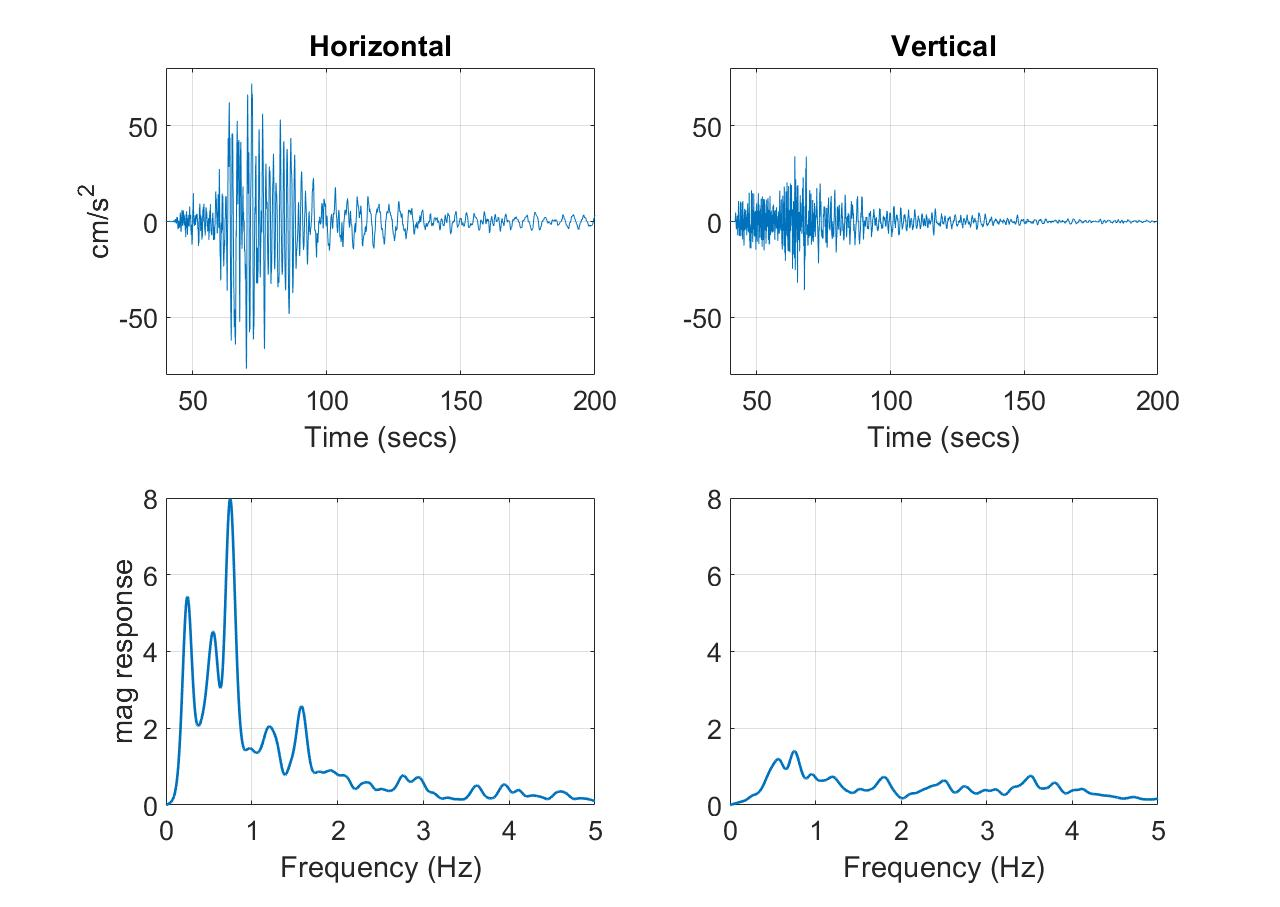 Horizontal
50
0
-50
cm/s²
50 100 150 200
Time (secs)
Vertical
50
0
-50
50 100 150 200
Time (secs)
8
6
4
2
0
mag response
0 1 2 3 4 5
Frequency (Hz)
8
6
4
2
0
0 1 2 3 4 5
Frequency (Hz)